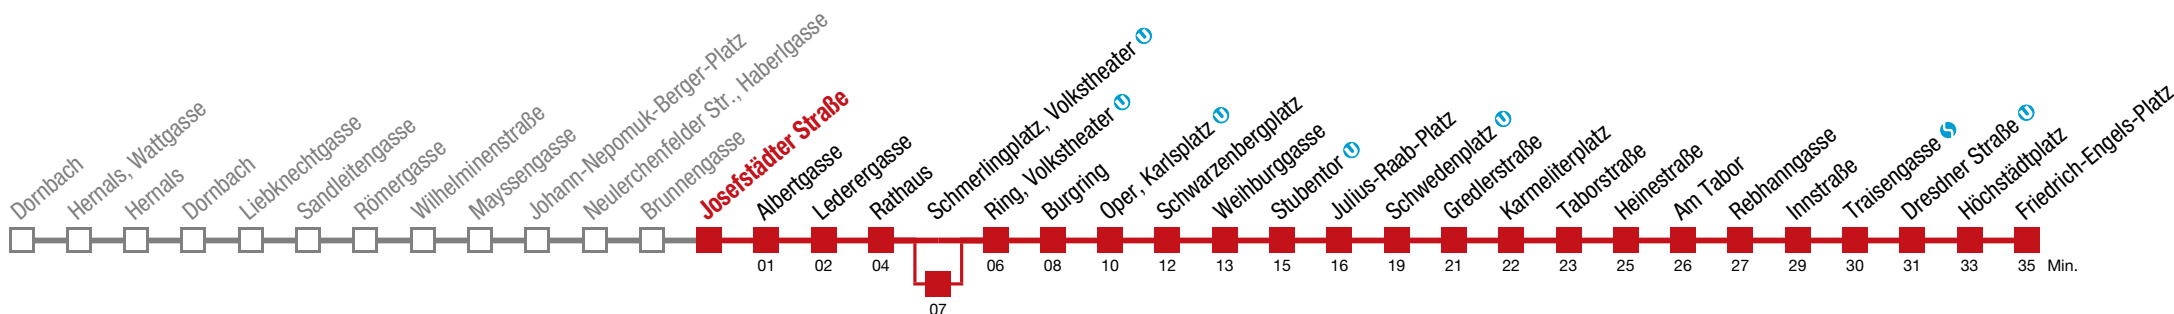 Dornbach
Hernals, Wattgasse
Hernals
Dornbach
Liebknechtgasse
Sandleitengasse
Römergasse
Wilhelminenstraße
Mayssengasse
Johann-Nepomuk-Berger-Platz
Neulerchenfelder Str., Haberlgasse
Brunnengasse
Josefstädter Straße
Albertgasse
Lederergasse
Rathaus
Schmerlingplatz, Volkstheater U
Ring, Volkstheater U
Burgring
Oper, Karlsplatz U
Schwarzenbergplatz
Weihburggasse
Stubentor U
Julius-Raab-Platz
Schwedenplatz U
Gredlerstraße
Karmeliterplatz
Taborstraße
Heinestraße
Am Tabor
Rebhanngasse
Innstraße
Traisengasse S
Dresdner Straße U
Höchstädtplatz
Friedrich-Engels-Platz
01 02 04 06 08 10 12 13 15 16 19 21 22 23 25 26 27 29 30 31 33 35 Min.
07